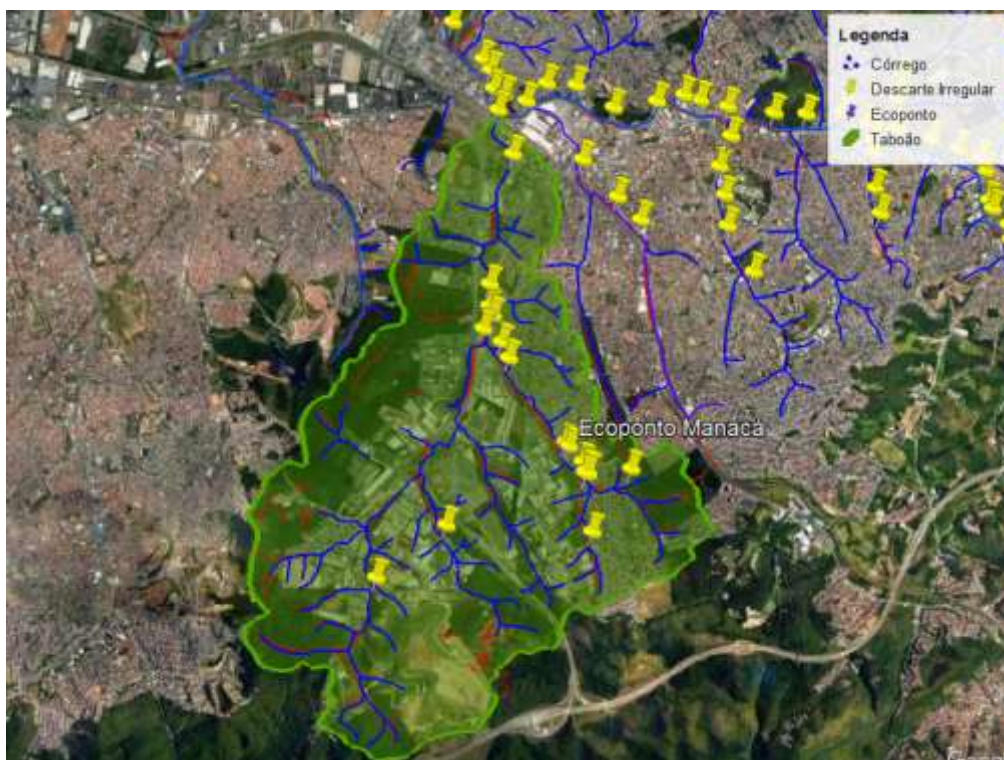 Legenda
Córrego
Descarte Irregular
Ecoponto
Taboão
Ecoponto Manacá